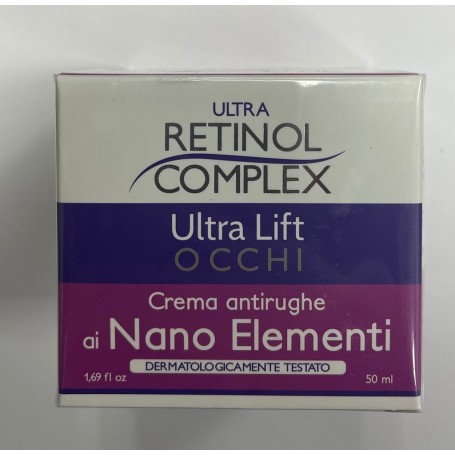 ULTRA
RETINOL
COMPLEX
Ultra Lift
OCCHI
Crema antirughe
ai Nano Elementi
DERMATOLOGICAMENTE TESTATO
1,69 fl oz 50 ml